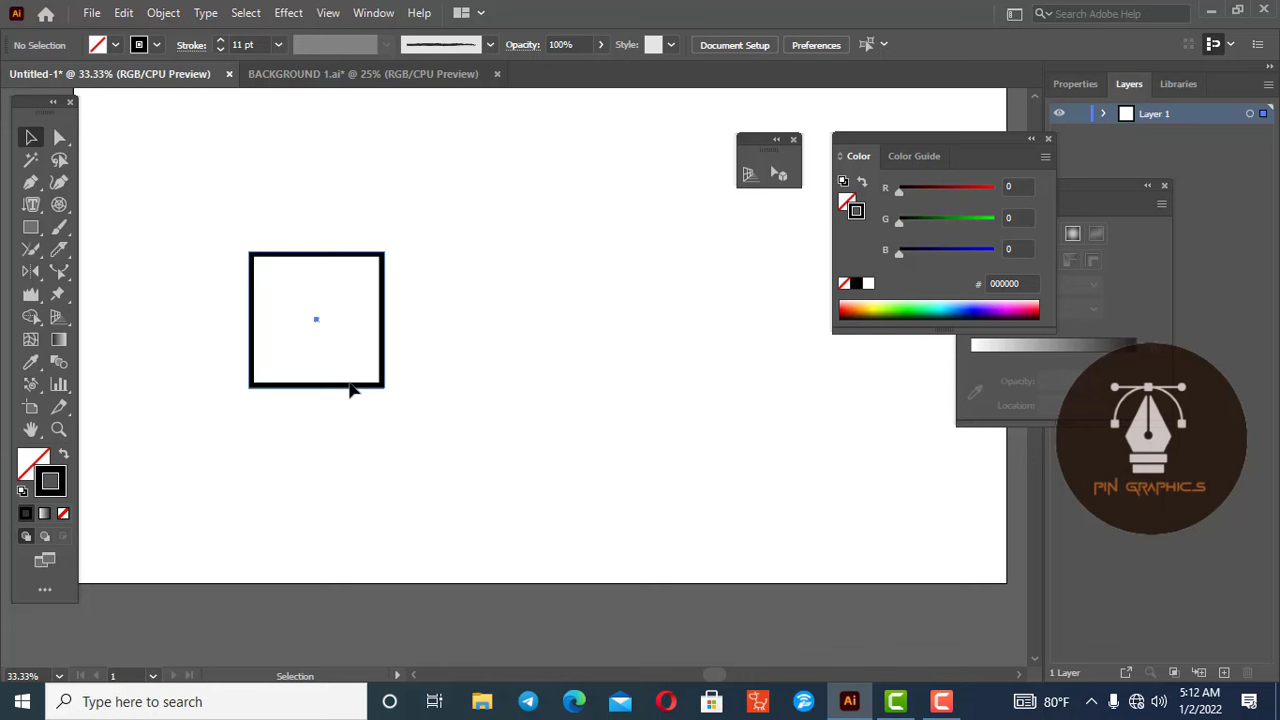 Ai File Edit Object Type Select Effect View Window Help Search Adobe Help
No Selection Stroke: 11 pt Opacity: 100% Style: Document Setup Preferences
Untitled-1* @ 33.33% (RGB/CPU Preview) BACKGROUND 1.ai* @ 25% (RGB/CPU Preview)
Properties Layers Libraries
Layer 1
Color Color Guide
R 0
G 0
B 0
# 000000
Opacity:
Location:
PIN GRAPHICS
33.33% 1 Selection 1 Layer
Type here to search Ai 80°F 5:12 AM
1/2/2022